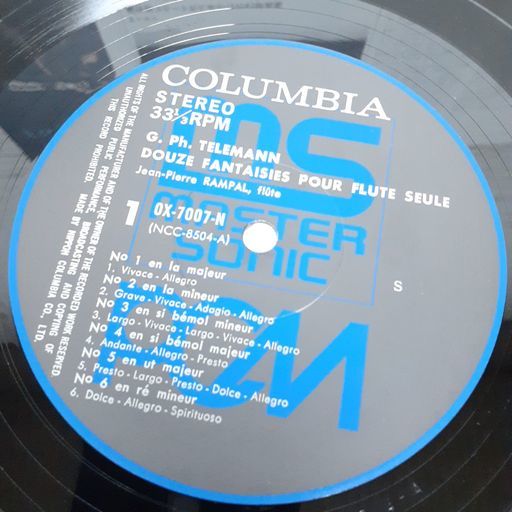 COLUMBIA
STEREO
33⅓RPM
G. Ph. TELEMANN
DOUZE FANTAISIES POUR FLUTE SEULE
Jean-Pierre RAMPAL, flûte
MS
MASTER
SONIC
PCM
1
OX-7007-N
(NCC-8504-A)
S
No 1 en la majeur
1. Vivace - Allegro
No 2 en la mineur
2. Grave - Vivace - Adagio - Allegro
No 3 en si bémol mineur
3. Largo - Vivace - Largo - Vivace - Allegro
No 4 en si bémol majeur
4. Andante - Allegro - Presto
No 5 en ut majeur
5. Presto - Largo - Presto - Dolce - Allegro
No 6 en ré mineur
6. Dolce - Allegro - Spirituoso
ALL RIGHTS OF THE MANUFACTURER AND OF THE OWNER OF THE RECORDED WORK RESERVED
UNAUTHORIZED PUBLIC PERFORMANCE, BROADCASTING AND COPYING OF
THIS RECORD PROHIBITED. MADE BY NIPPON COLUMBIA CO., LTD.